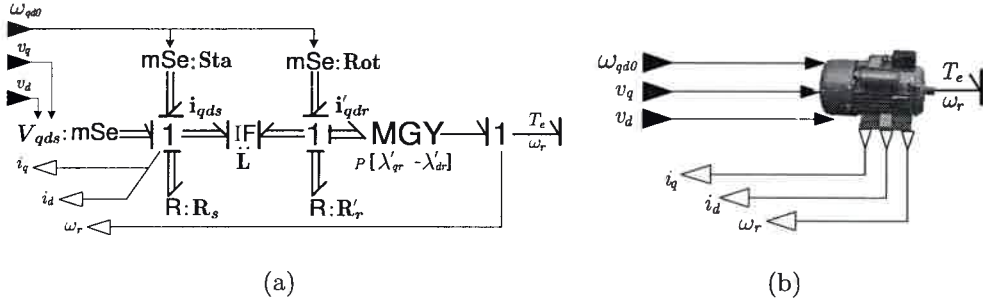 ω_qd0
v_q
v_d
mSe:Sta mSe:Rot
i_qds i'_qdr
V_qds:mSe 1 IF 1 MGY 1 T_e
ω_r
L̈ P[λ'_qr -λ'_dr]
i_q
i_d
R:R_s R:R'_r
ω_r
(a)
ω_qd0
v_q
v_d
T_e
ω_r
i_q
i_d
ω_r
(b)